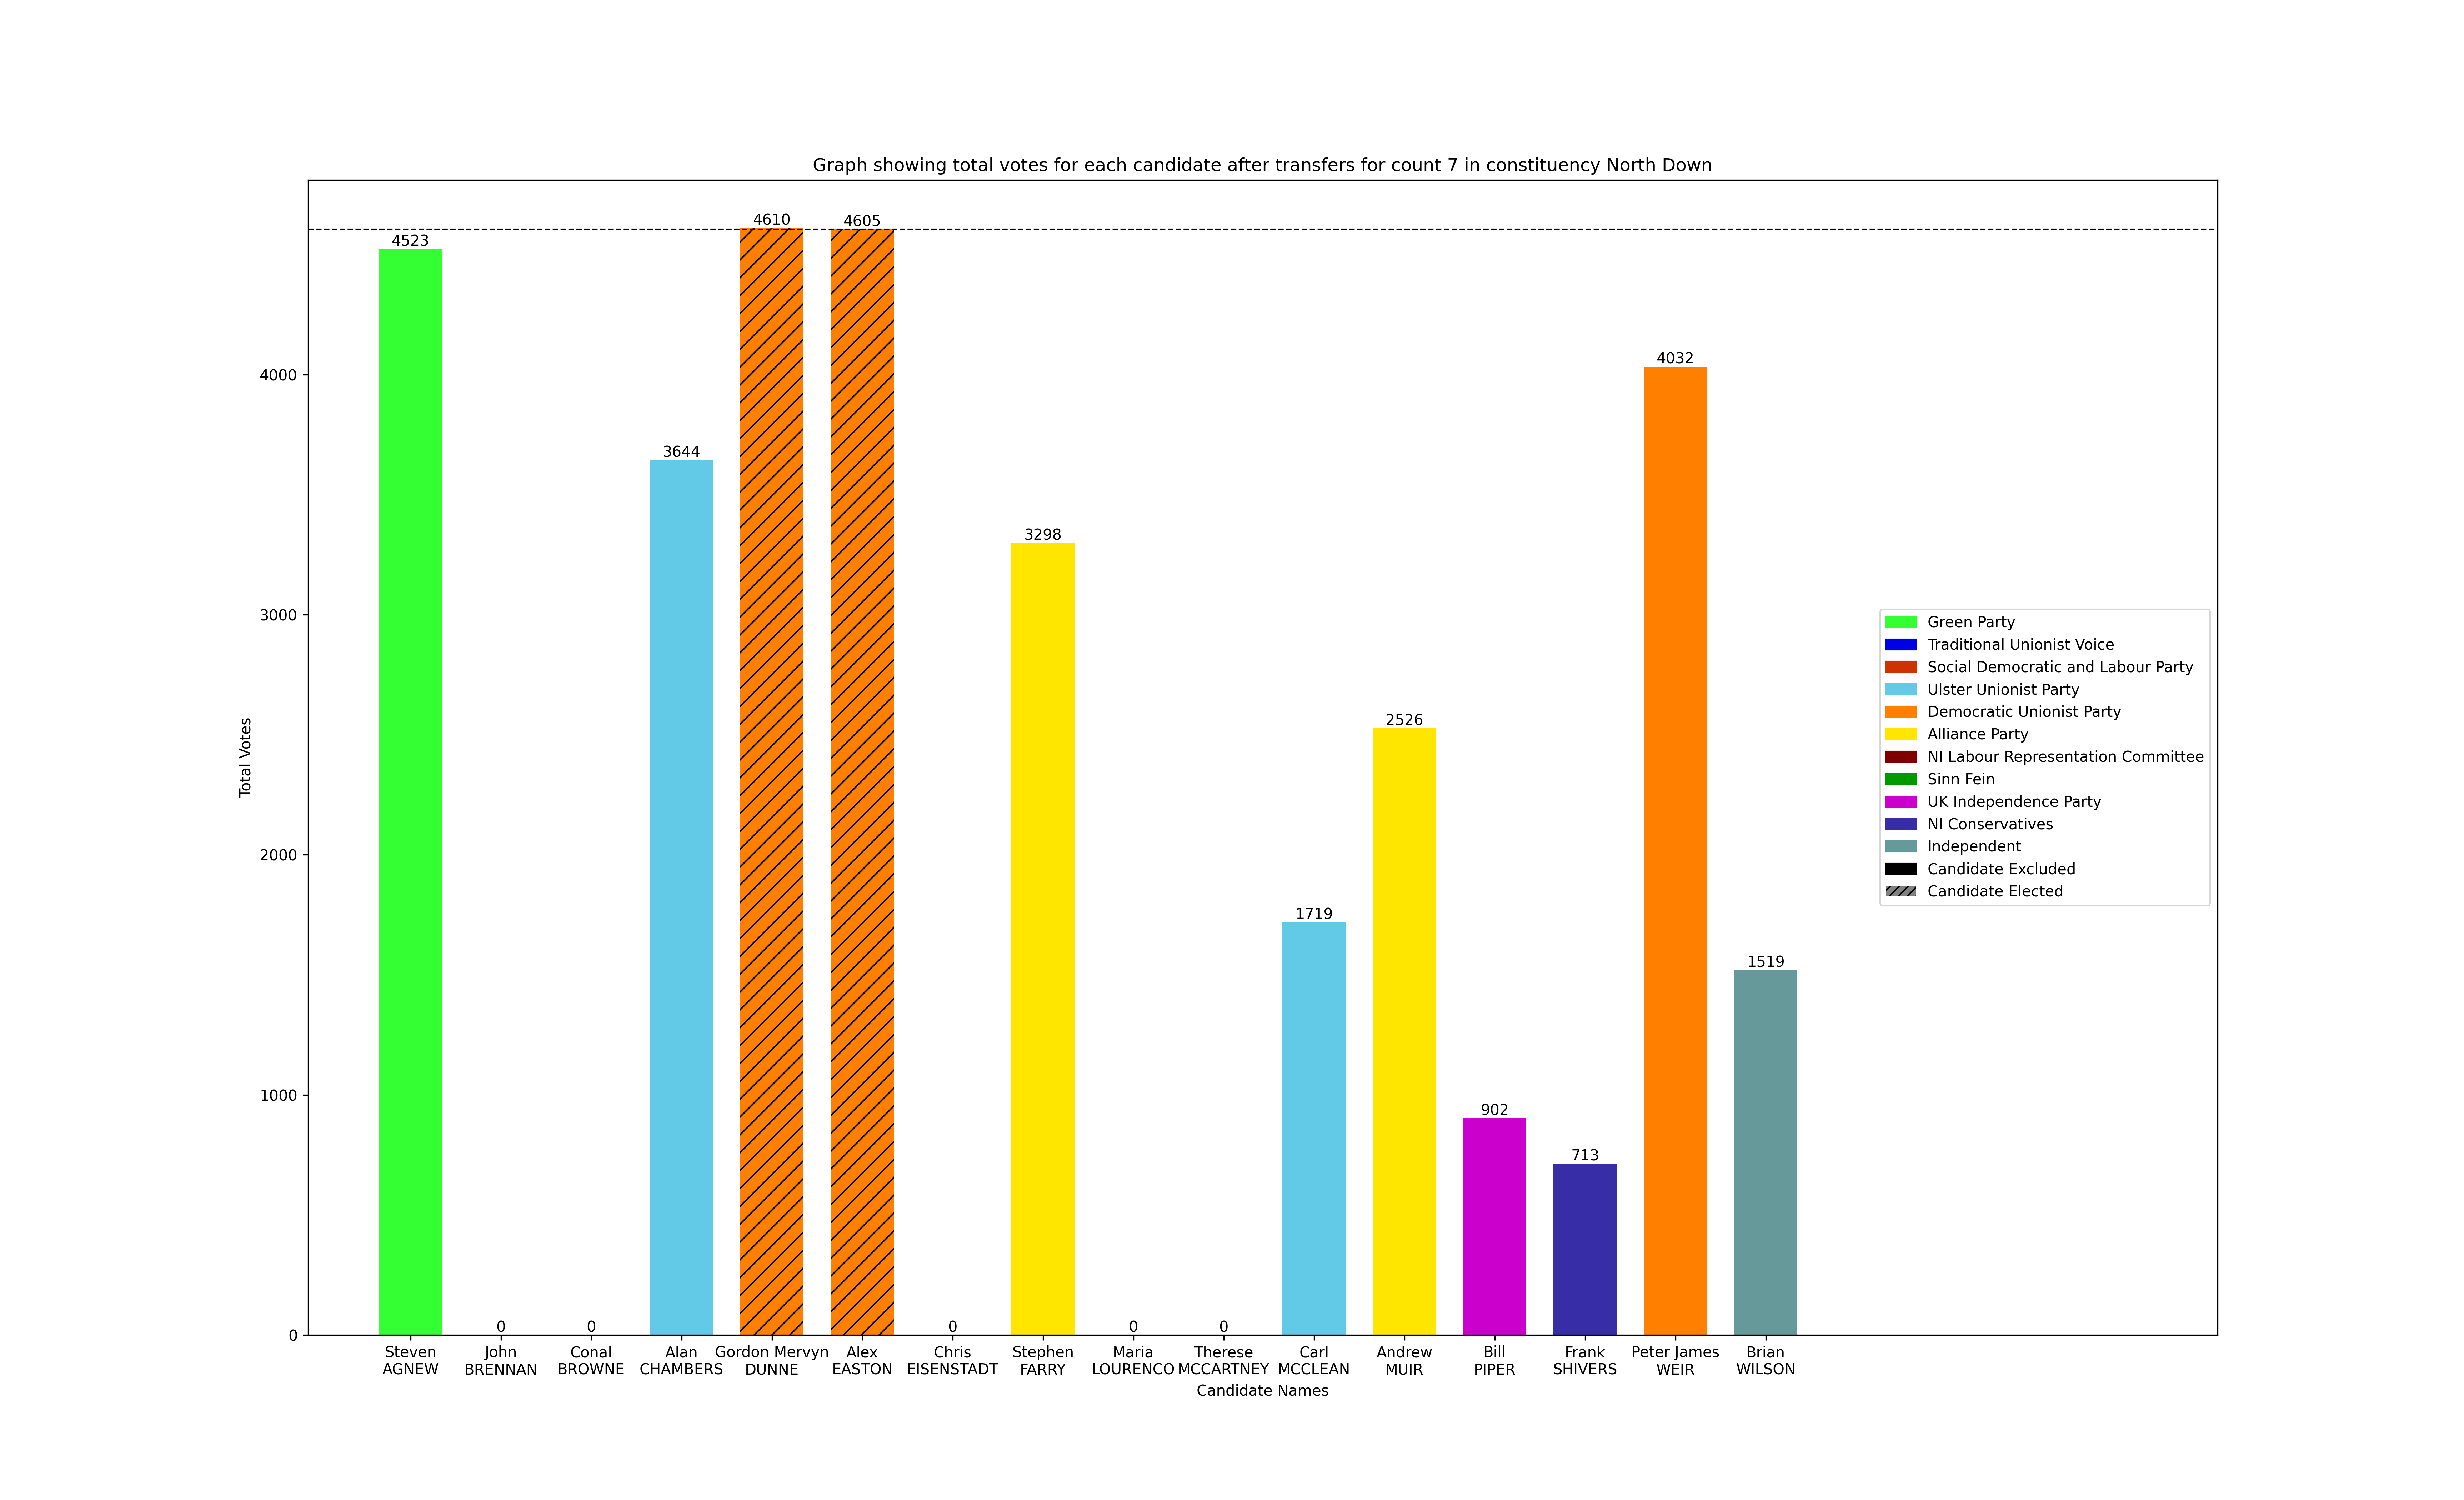 Graph showing total votes for each candidate after transfers for count 7 in constituency North Down
Total Votes
4000
3000
2000
1000
0
4523
0
0
3644
4610
4605
0
3298
0
0
1719
2526
902
713
4032
1519
Green Party
Traditional Unionist Voice
Social Democratic and Labour Party
Ulster Unionist Party
Democratic Unionist Party
Alliance Party
NI Labour Representation Committee
Sinn Fein
UK Independence Party
NI Conservatives
Independent
Candidate Excluded
Candidate Elected
Steven
AGNEW
John
BRENNAN
Conal
BROWNE
Alan
CHAMBERS
Gordon Mervyn
DUNNE
Alex
EASTON
Chris
EISENSTADT
Stephen
FARRY
Maria
LOURENCO
Therese
MCCARTNEY
Carl
MCCLEAN
Andrew
MUIR
Bill
PIPER
Frank
SHIVERS
Peter James
WEIR
Brian
WILSON
Candidate Names